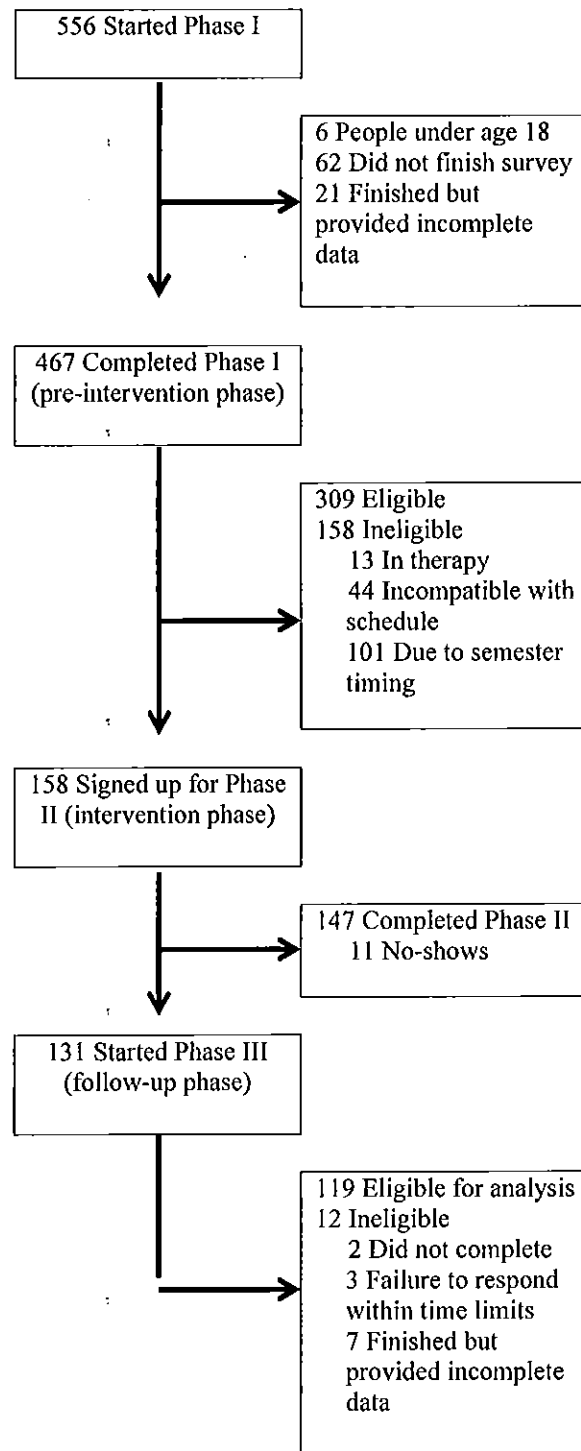 556 Started Phase I
6 People under age 18
62 Did not finish survey
21 Finished but
provided incomplete
data
467 Completed Phase I
(pre-intervention phase)
309 Eligible
158 Ineligible
13 In therapy
44 Incompatible with
schedule
101 Due to semester
timing
158 Signed up for Phase
II (intervention phase)
147 Completed Phase II
11 No-shows
131 Started Phase III
(follow-up phase)
119 Eligible for analysis
12 Ineligible
2 Did not complete
3 Failure to respond
within time limits
7 Finished but
provided incomplete
data